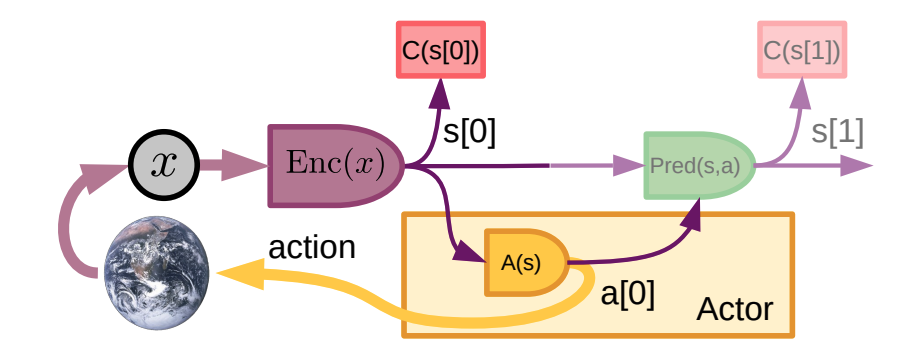 C(s[0])
C(s[1])
s[0]
s[1]
x
Enc(x)
Pred(s,a)
action
A(s)
a[0]
Actor